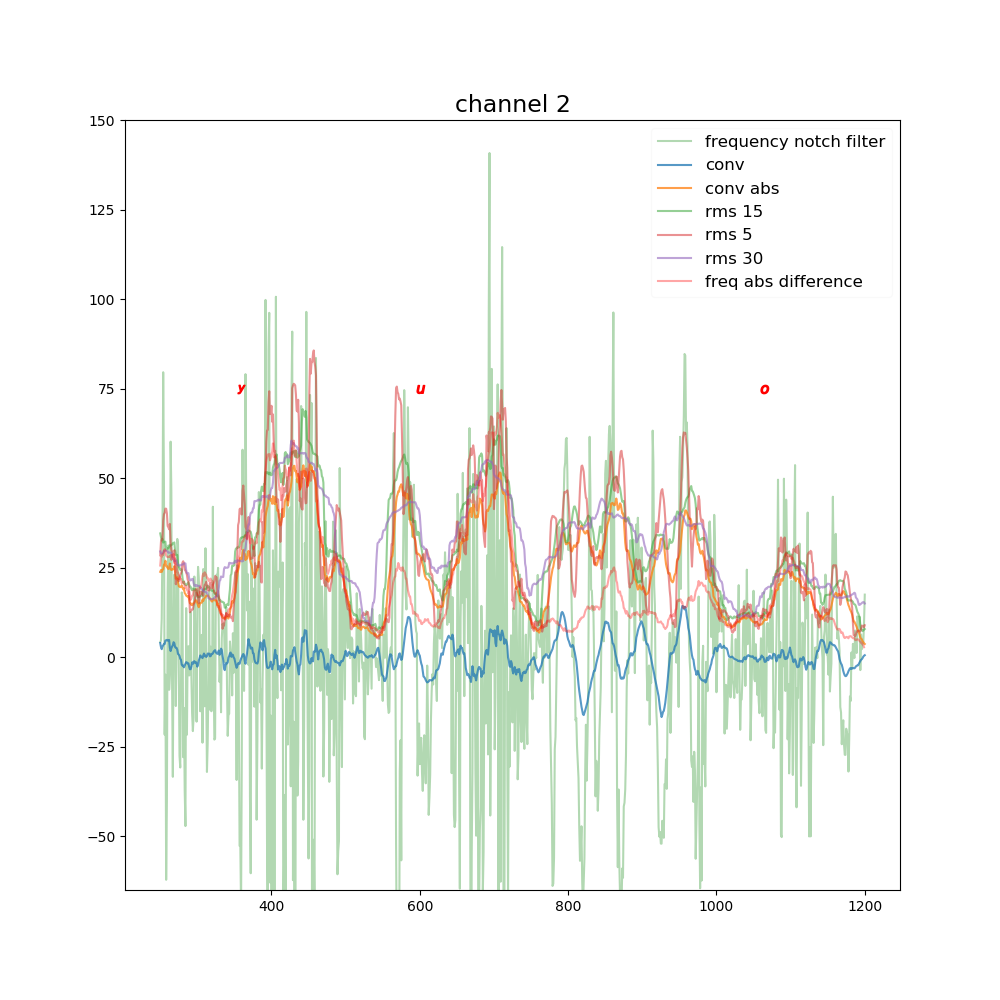 channel 2
150
125
100
75
50
25
0
−25
−50
frequency notch filter
conv
conv abs
rms 15
rms 5
rms 30
freq abs difference
y u o
400 600 800 1000 1200